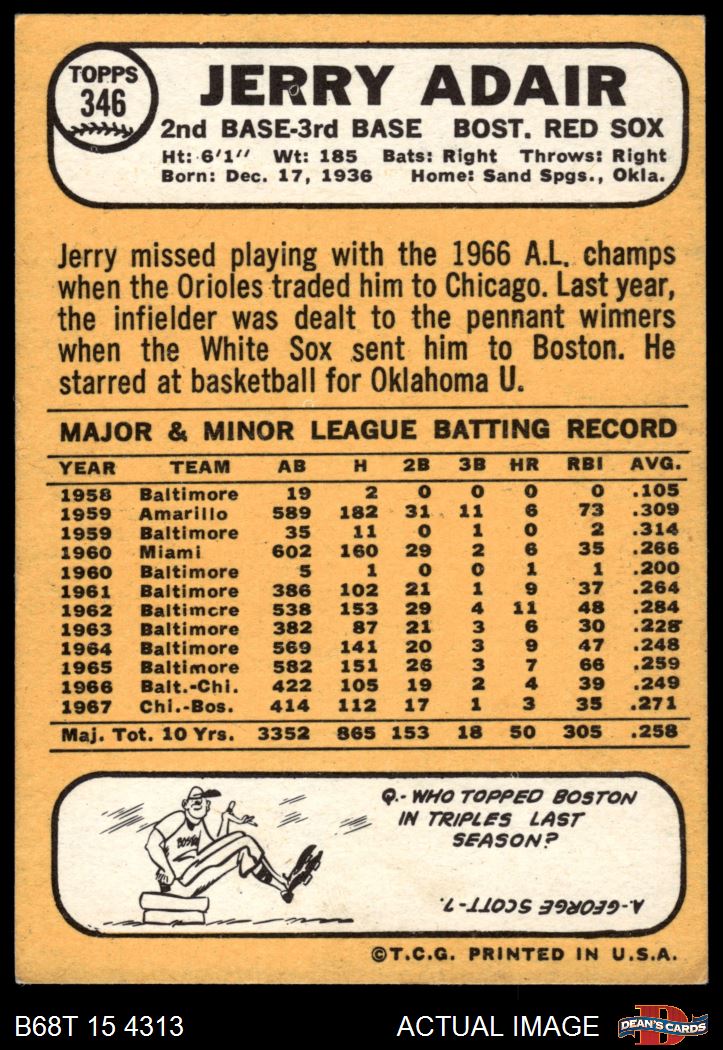 TOPPS
346
JERRY ADAIR
2nd BASE-3rd BASE BOST. RED SOX
Ht: 6'1" Wt: 185 Bats: Right Throws: Right
Born: Dec. 17, 1936 Home: Sand Spgs., Okla.
Jerry missed playing with the 1966 A.L. champs
when the Orioles traded him to Chicago. Last year,
the infielder was dealt to the pennant winners
when the White Sox sent him to Boston. He
starred at basketball for Oklahoma U.
MAJOR & MINOR LEAGUE BATTING RECORD
YEAR TEAM AB H 2B 3B HR RBI AVG.
1958 Baltimore 19 2 0 0 0 0 .105
1959 Amarillo 589 182 31 11 6 73 .309
1959 Baltimore 35 11 0 1 0 2 .314
1960 Miami 602 160 29 2 6 35 .266
1960 Baltimore 5 1 0 0 1 1 .200
1961 Baltimore 386 102 21 1 9 37 .264
1962 Baltimore 538 153 29 4 11 48 .284
1963 Baltimore 382 87 21 3 6 30 .228
1964 Baltimore 569 141 20 3 9 47 .248
1965 Baltimore 582 151 26 3 7 66 .259
1966 Balt.-Chi. 422 105 19 2 4 39 .249
1967 Chi.-Bos. 414 112 17 1 3 35 .271
Maj. Tot. 10 Yrs. 3352 865 153 18 50 305 .258
BOSTON
Q.- WHO TOPPED BOSTON
IN TRIPLES LAST
SEASON?
A-GEORGE SCOTT-7.
©T.C.G. PRINTED IN U.S.A.
B68T 15 4313 ACTUAL IMAGE
D
DEAN'S CARDS